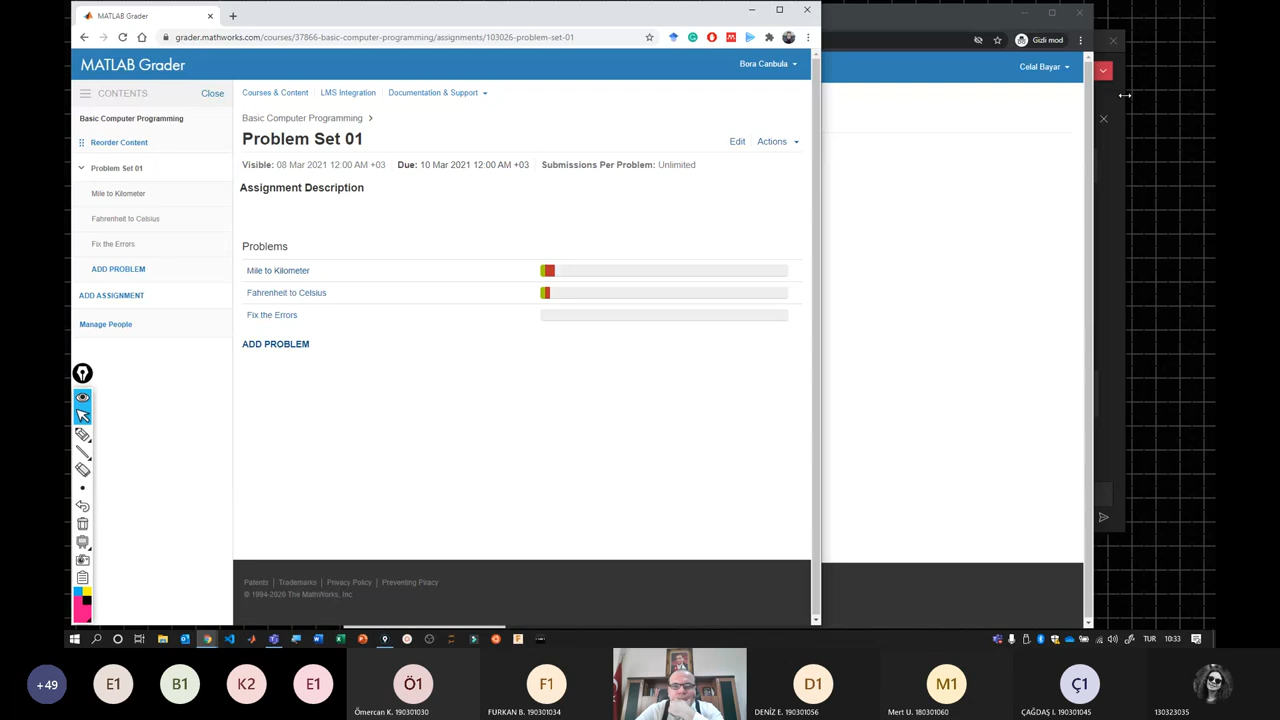 MATLAB Grader
grader.mathworks.com/courses/37866-basic-computer-programming/assignments/103026-problem-set-01
Gizli mod
MATLAB Grader
Bora Canbula
Celal Bayar
CONTENTS
Close
Basic Computer Programming
Reorder Content
Problem Set 01
Mile to Kilometer
Fahrenheit to Celsius
Fix the Errors
ADD PROBLEM
ADD ASSIGNMENT
Manage People
Courses & Content
LMS Integration
Documentation & Support
Basic Computer Programming
Problem Set 01
Edit
Actions
Visible: 08 Mar 2021 12:00 AM +03
Due: 10 Mar 2021 12:00 AM +03
Submissions Per Problem: Unlimited
Assignment Description
Problems
Mile to Kilometer
Fahrenheit to Celsius
Fix the Errors
ADD PROBLEM
Patents
Trademarks
Privacy Policy
Preventing Piracy
© 1994-2020 The MathWorks, Inc
TUR
10:33
+49
E1
B1
K2
E1
Ö1
Ömercan K. 190301030
F1
FURKAN B. 190301034
D1
DENİZ E. 190301056
M1
Mert U. 180301060
Ç1
ÇAĞDAŞ İ. 190301045
130323035